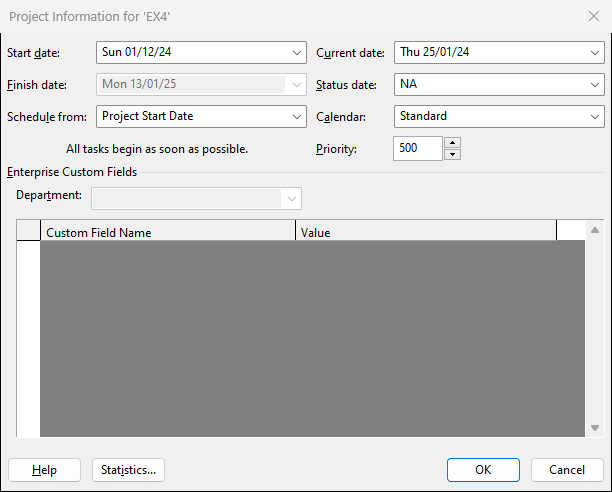 Project Information for 'EX4'
Start date: Sun 01/12/24 Current date: Thu 25/01/24
Finish date: Mon 13/01/25 Status date: NA
Schedule from: Project Start Date Calendar: Standard
All tasks begin as soon as possible. Priority: 500
Enterprise Custom Fields
Department:
Custom Field Name Value
Help Statistics... OK Cancel